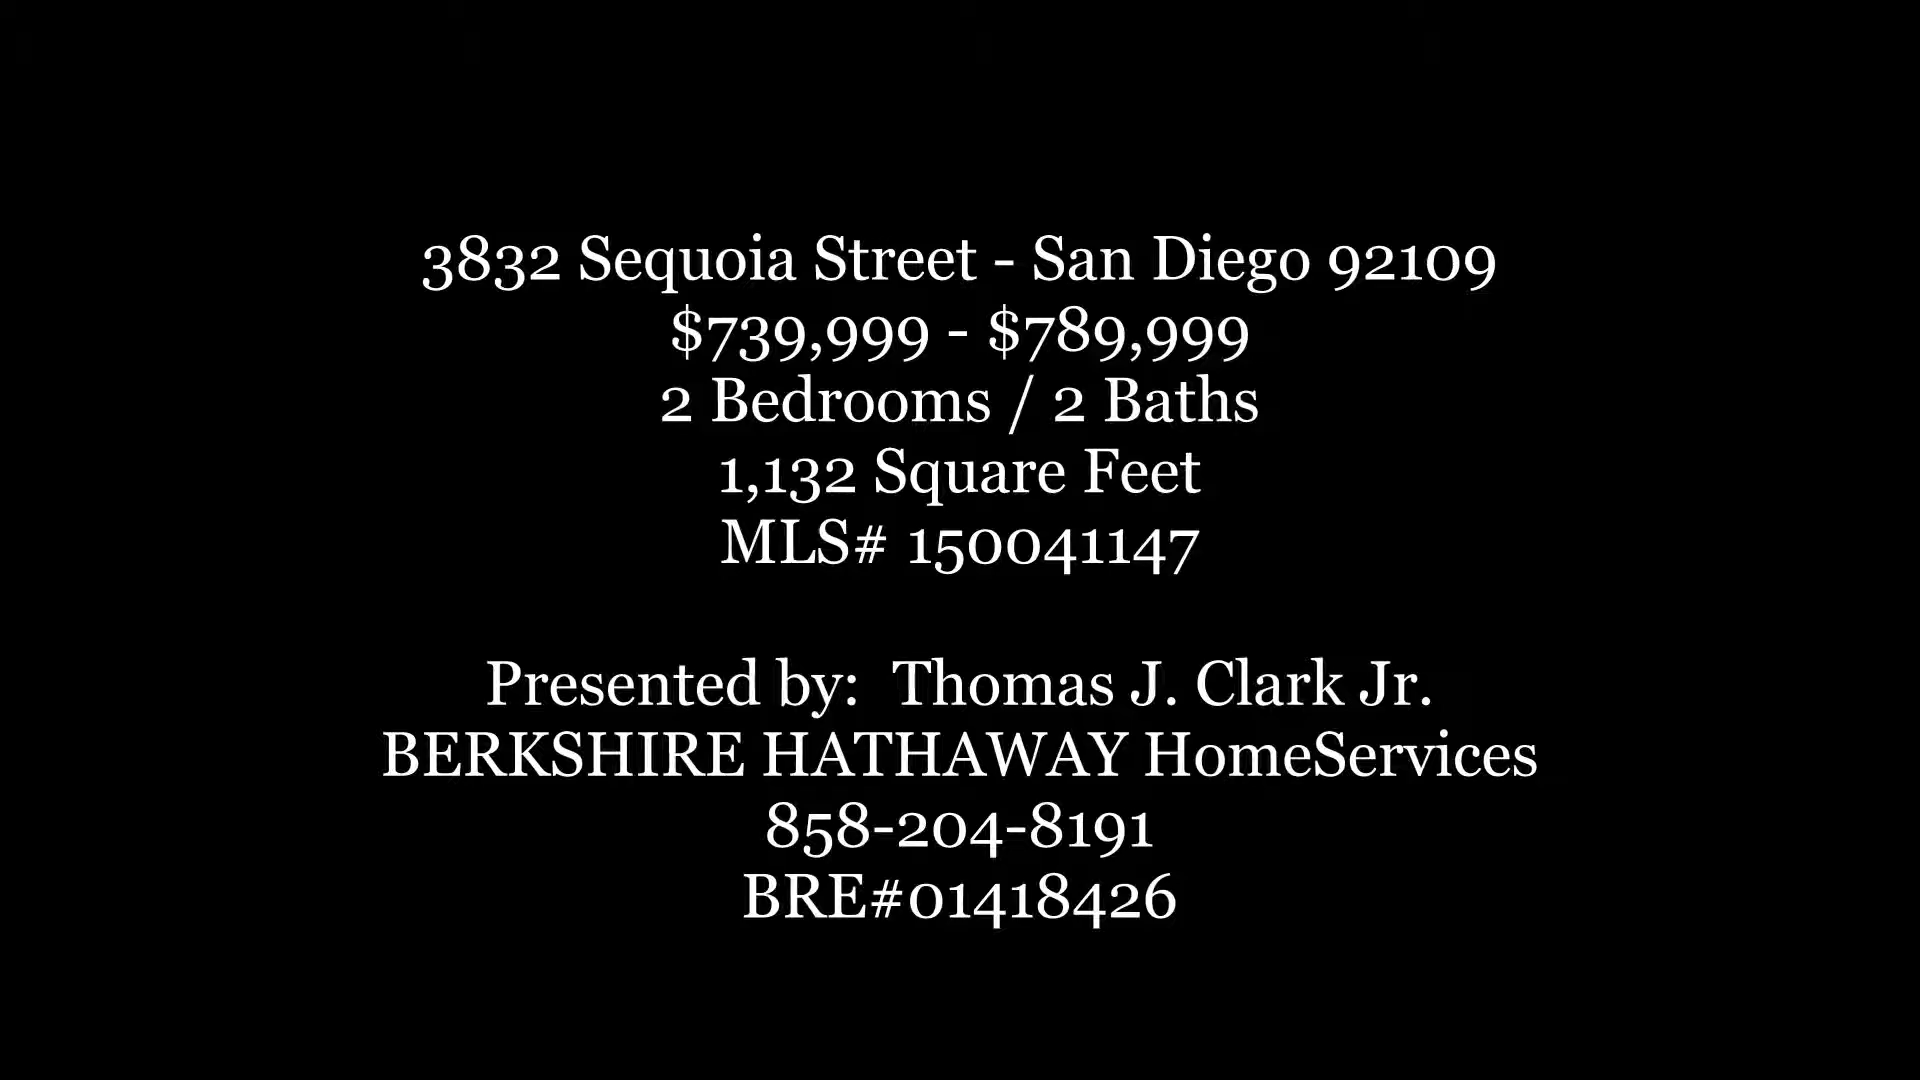 3832 Sequoia Street - San Diego 92109
$739,999 - $789,999
2 Bedrooms / 2 Baths
1,132 Square Feet
MLS# 150041147
Presented by:  Thomas J. Clark Jr.
BERKSHIRE HATHAWAY HomeServices
858-204-8191
BRE#01418426